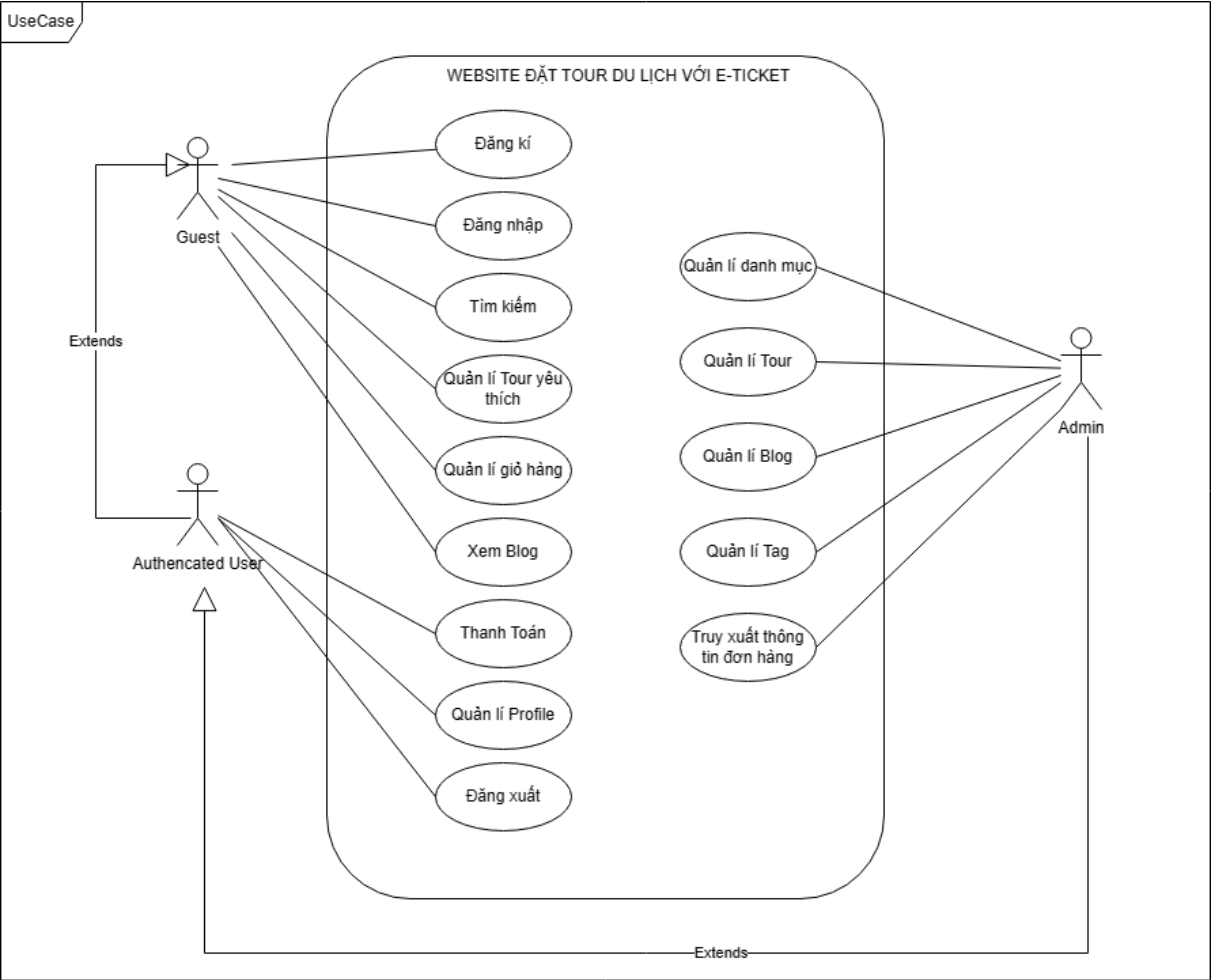 UseCase
WEBSITE ĐẶT TOUR DU LỊCH VỚI E-TICKET
Đăng kí
Đăng nhập
Tìm kiếm
Quản lí Tour yêu
thích
Quản lí giỏ hàng
Xem Blog
Thanh Toán
Quản lí Profile
Đăng xuất
Quản lí danh mục
Quản lí Tour
Quản lí Blog
Quản lí Tag
Truy xuất thông
tin đơn hàng
Guest
Extends
Authencated User
Admin
Extends